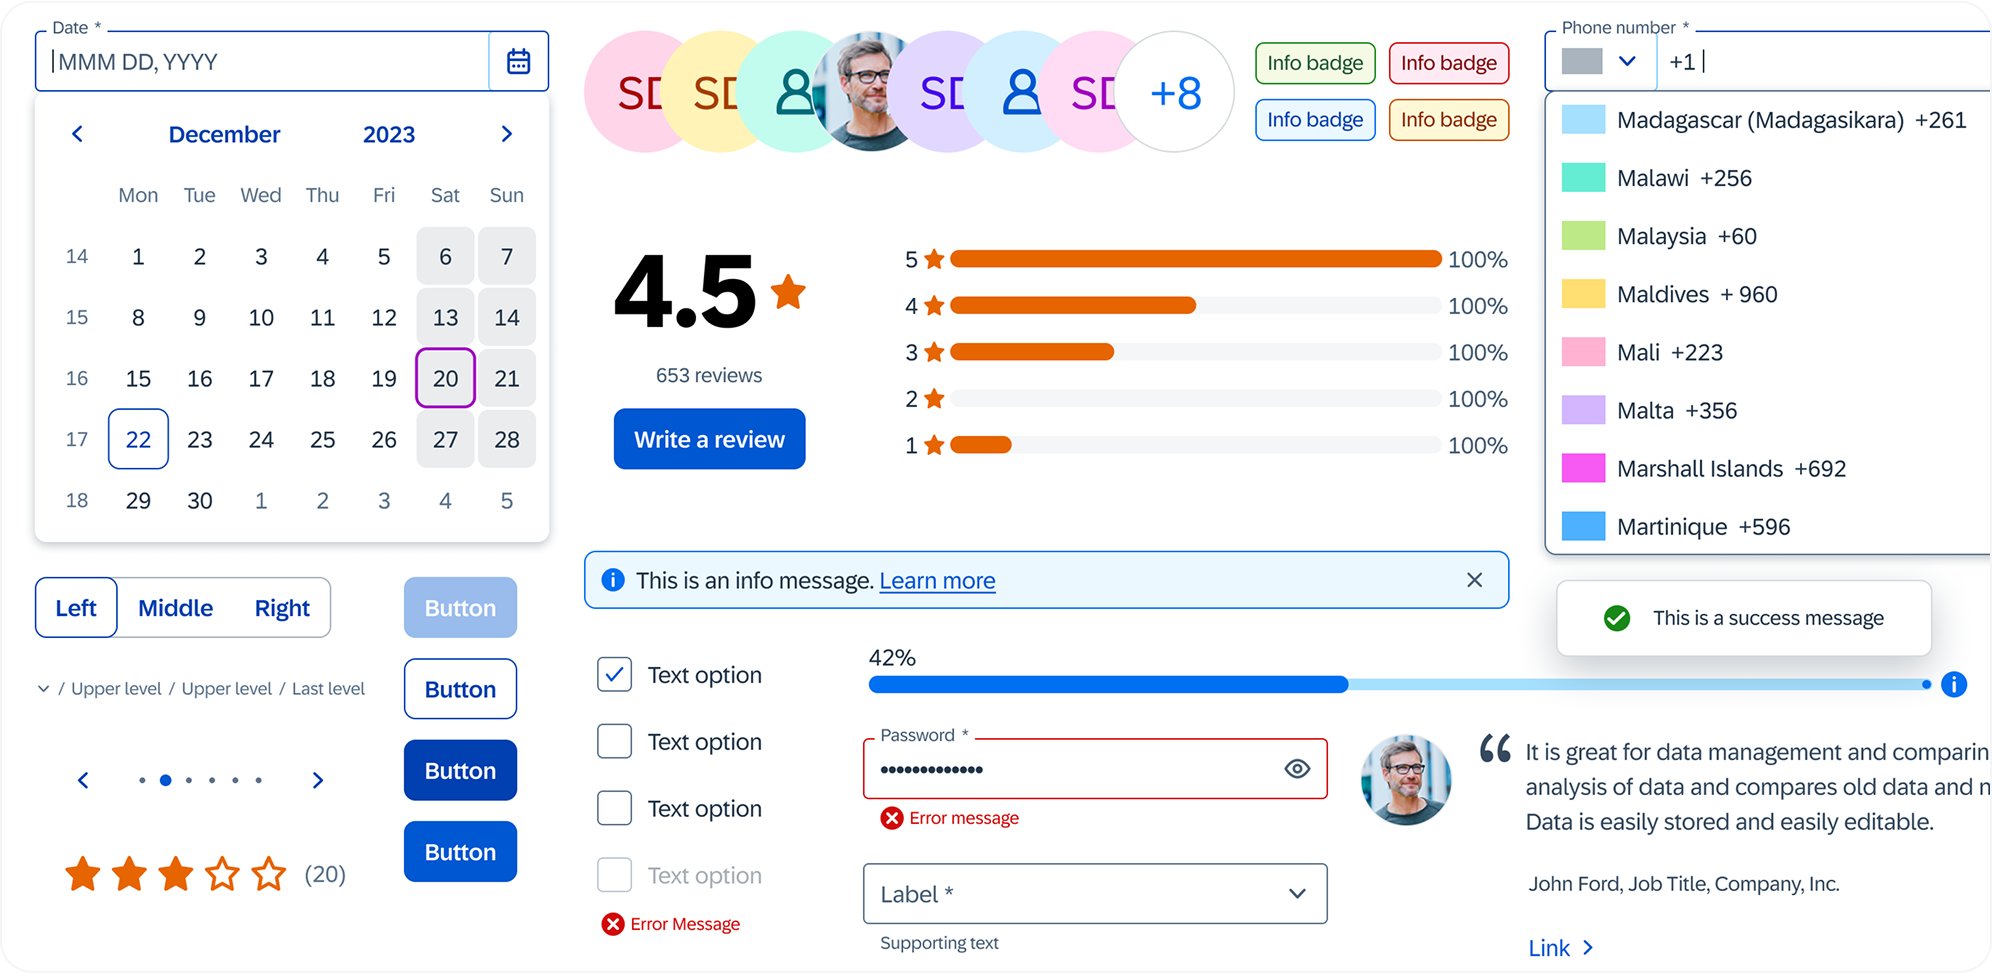 Date *
MMM DD, YYYY
December 2023
Mon Tue Wed Thu Fri Sat Sun
14 1 2 3 4 5 6 7
15 8 9 10 11 12 13 14
16 15 16 17 18 19 20 21
17 22 23 24 25 26 27 28
18 29 30 1 2 3 4 5
Left Middle Right
/ Upper level / Upper level / Last level
(20)
Button
Button
Button
Button
SD SD SD SD +8
Info badge Info badge
Info badge Info badge
4.5
653 reviews
Write a review
5 100%
4 100%
3 100%
2 100%
1 100%
This is an info message. Learn more
Text option
Text option
Text option
Text option
Error Message
42%
Password *
Error message
Label *
Supporting text
Phone number *
+1
Madagascar (Madagasikara) +261
Malawi +256
Malaysia +60
Maldives + 960
Mali +223
Malta +356
Marshall Islands +692
Martinique +596
This is a success message
“ It is great for data management and comparin
analysis of data and compares old data and n
Data is easily stored and easily editable.
John Ford, Job Title, Company, Inc.
Link